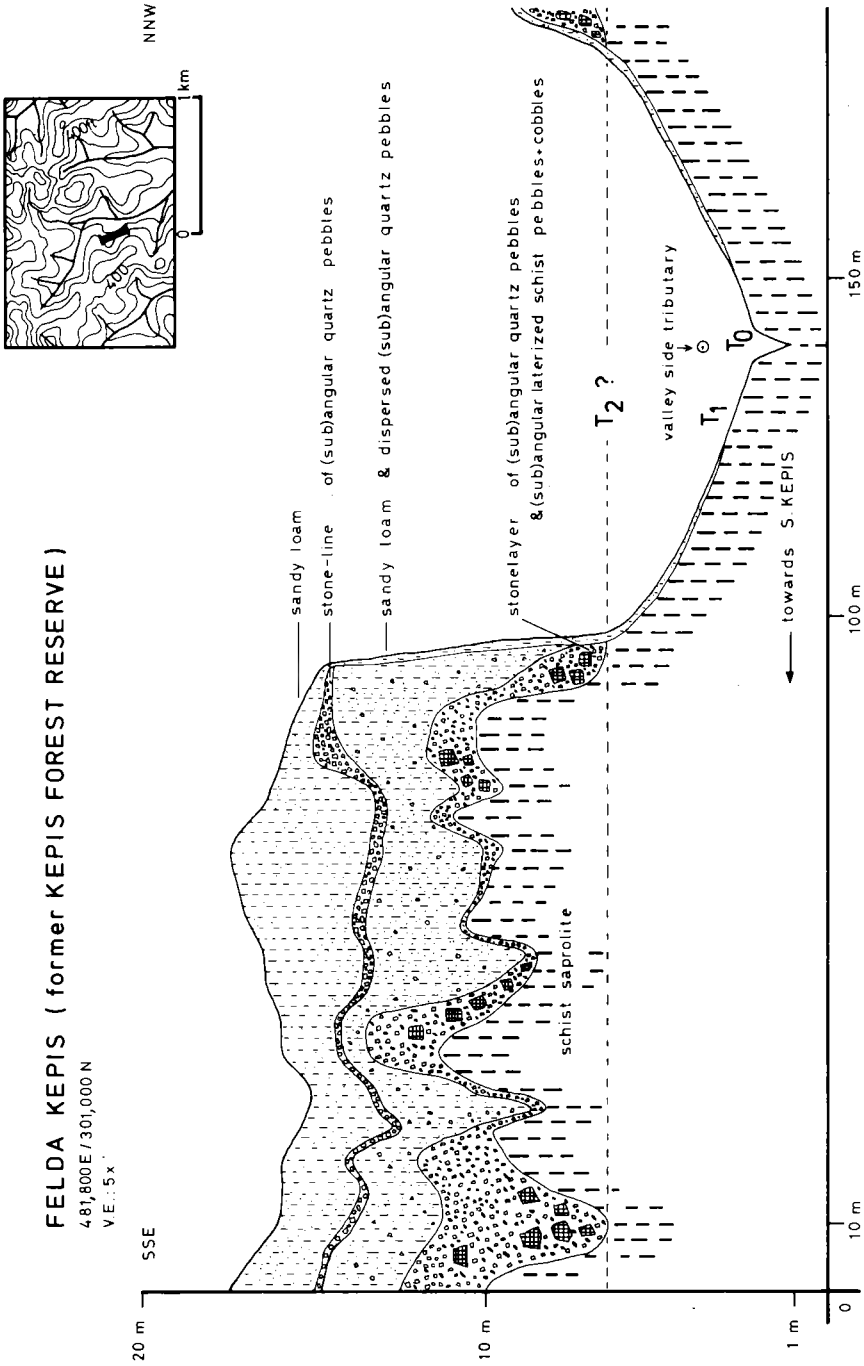 FELDA KEPIS (former KEPIS FOREST RESERVE)
481,800E / 301,000 N
V.E.: 5x
SSE
NNW
400
400ft
0
1km
20 m
10 m
1 m
0
10 m
100 m
150 m
sandy loam
stone-line of (sub)angular quartz pebbles
sandy loam & dispersed (sub)angular quartz pebbles
stonelayer of (sub)angular quartz pebbles
& (sub)angular laterized schist pebbles+cobbles
schist saprolite
T2 ?
valley side tributary
T1
T0
towards S. KEPIS